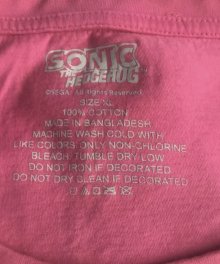 SONIC
THE
HEDGEHOG
©SEGA. All Rights Reserved.
SIZE XL
100% COTTON
MADE IN BANGLADESH
MACHINE WASH COLD WITH
LIKE COLORS ONLY NON-CHLORINE
BLEACH. TUMBLE DRY LOW
DO NOT IRON IF DECORATED
DO NOT DRY CLEAN IF DECORATED